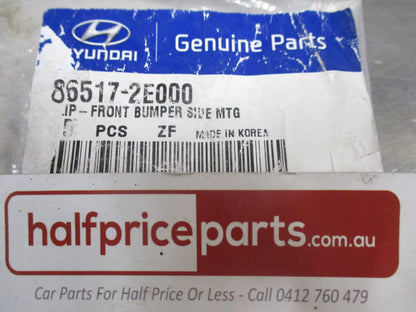 HYUNDAI
Genuine Parts
86517-2E000
IP-FRONT BUMPER SIDE MTG
5 PCS ZF MADE IN KOREA
halfpriceparts.com.au
Car Parts For Half Price Or Less - Call 0412 760 479